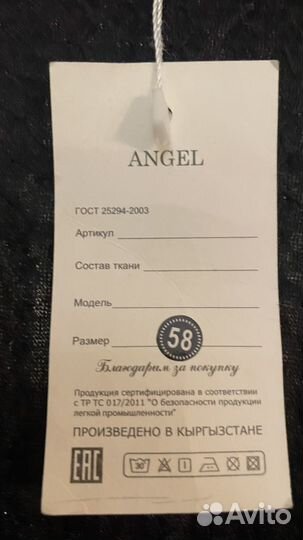 ANGEL
ГОСТ 25294-2003
Артикул
Состав ткани
Модель
Размер 58
Благодарим за покупку
Продукция сертифицирована в соответствии
с ТР ТС 017/2011 "О безопасности продукции
легкой промышленности"
ПРОИЗВЕДЕНО В КЫРГЫЗСТАНЕ
ЕАС 30
Avito